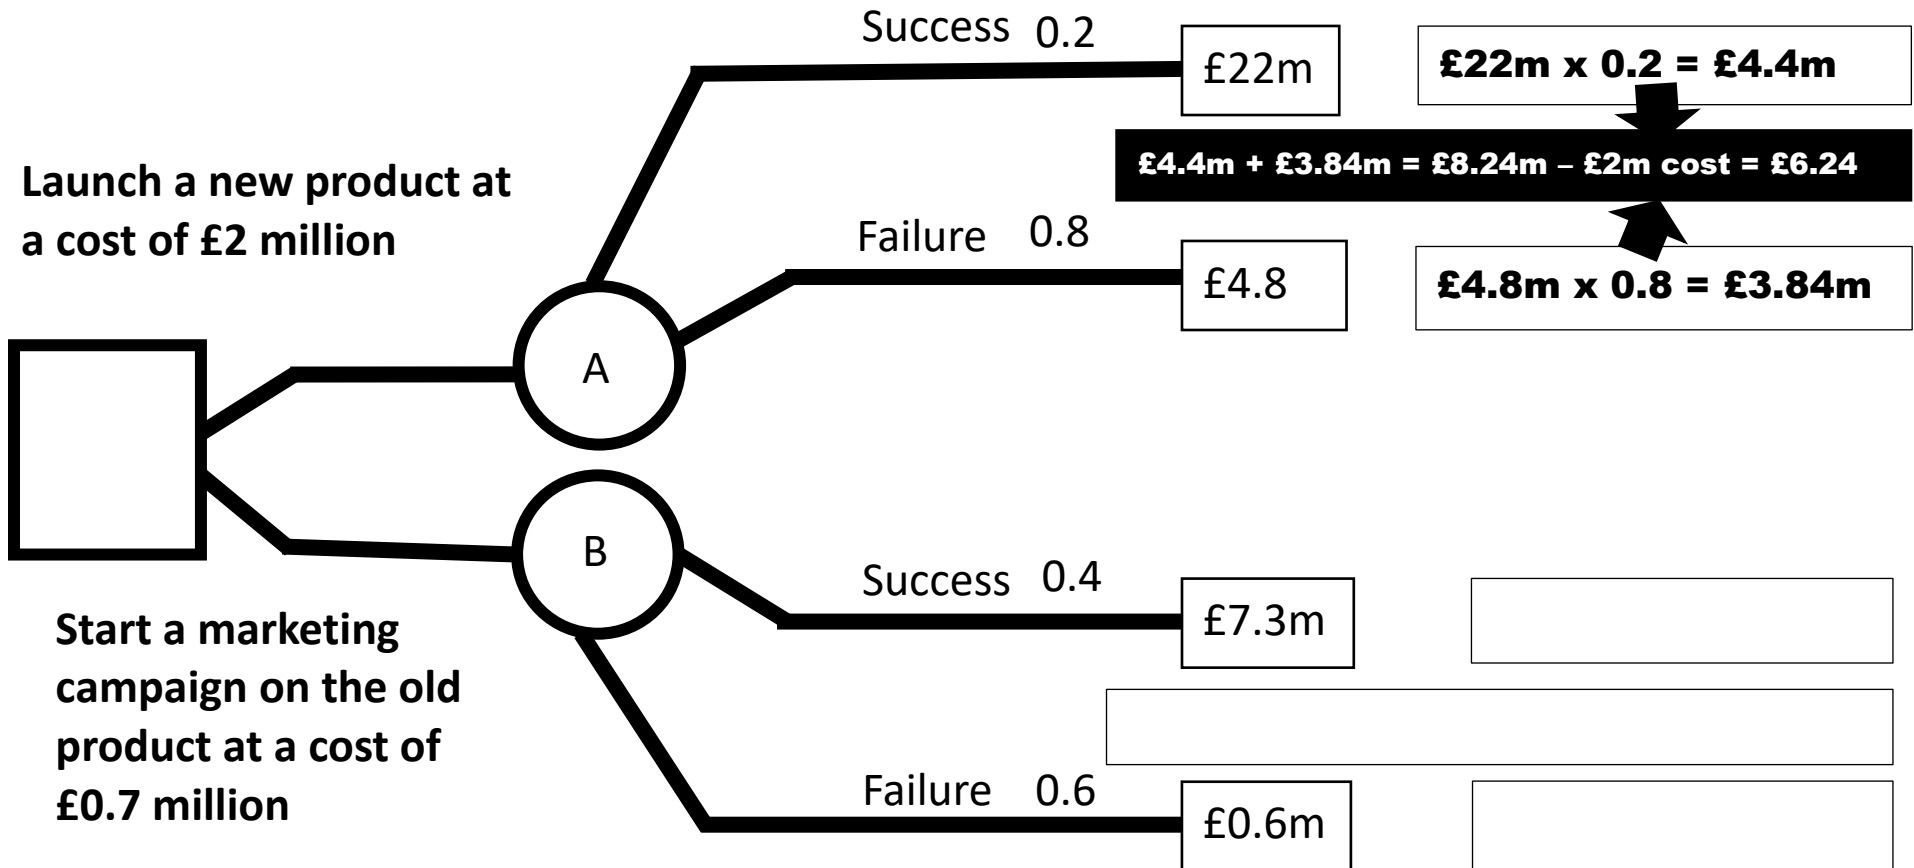 Success 0.2
£22m
£22m x 0.2 = £4.4m
£4.4m + £3.84m = £8.24m – £2m cost = £6.24
Launch a new product at
a cost of £2 million
Failure 0.8
£4.8
£4.8m x 0.8 = £3.84m
A
B
Success 0.4
£7.3m
Start a marketing
campaign on the old
product at a cost of
£0.7 million
Failure 0.6
£0.6m